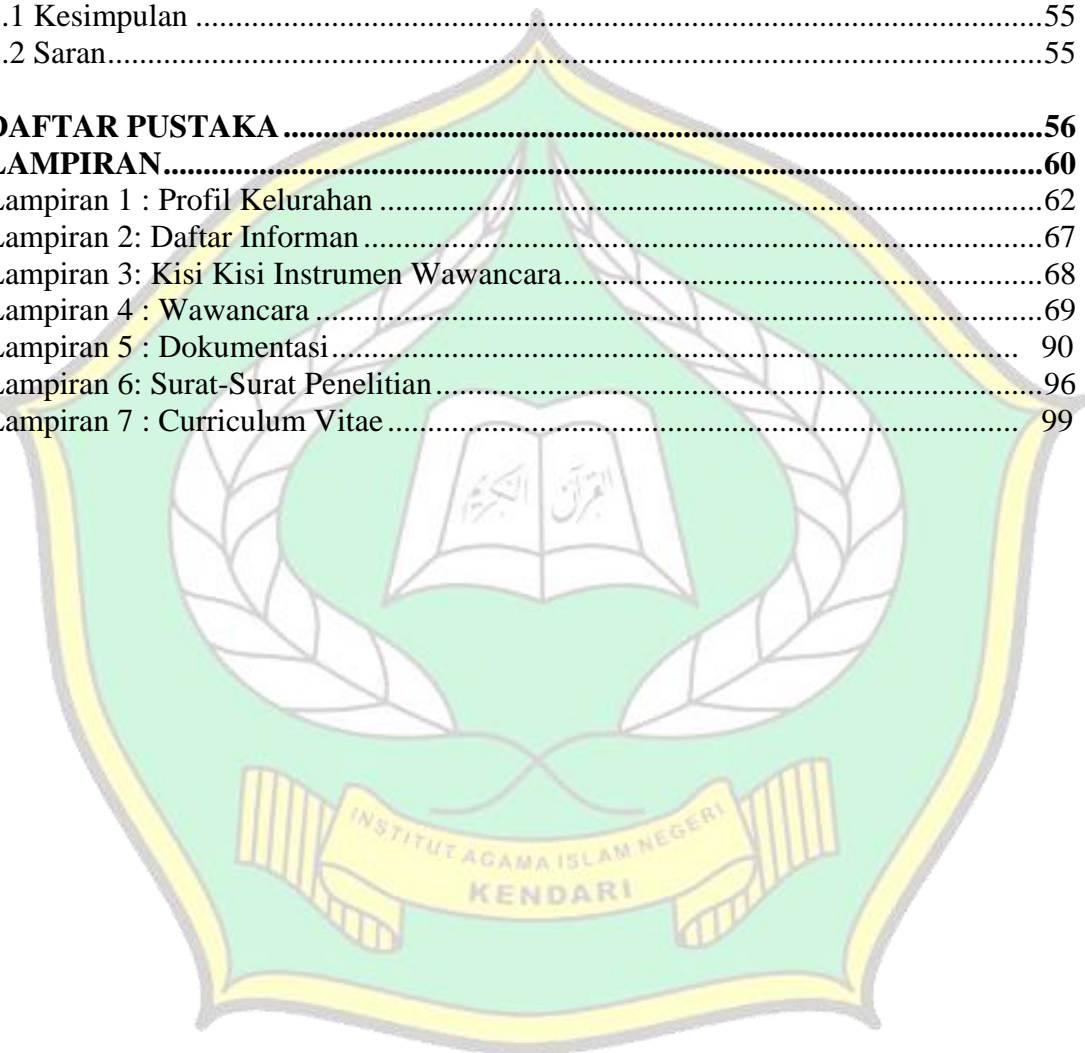 .1 Kesimpulan ............................................................................................................55
.2 Saran.......................................................................................................................55
DAFTAR PUSTAKA ................................................................................................56
LAMPIRAN...............................................................................................................60
Lampiran 1 : Profil Kelurahan ....................................................................................62
Lampiran 2: Daftar Informan ......................................................................................67
Lampiran 3: Kisi Kisi Instrumen Wawancara.............................................................68
Lampiran 4 : Wawancara ............................................................................................69
Lampiran 5 : Dokumentasi....................................................................................... 90
Lampiran 6: Surat-Surat Penelitian .............................................................................96
Lampiran 7 : Curriculum Vitae ................................................................................ 99
القرآن الكريم
INSTITUT AGAMA ISLAM NEGERI
KENDARI